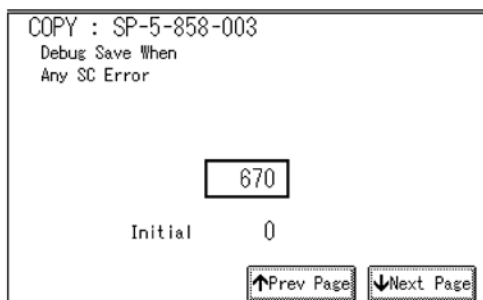 COPY : SP-5-858-003
Debug Save When
Any SC Error
670
Initial 0
↑Prev Page ↓Next Page